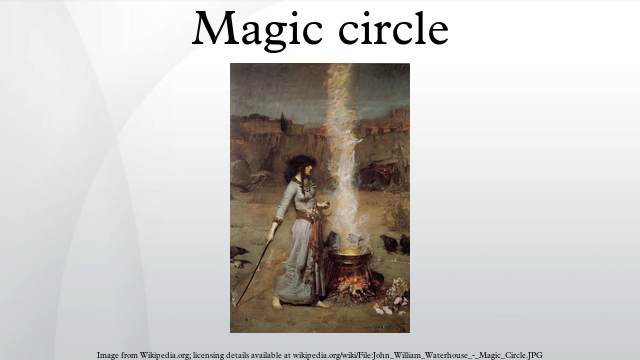 Magic circle
Image from Wikipedia.org; licensing details available at wikipedia.org/wiki/File:John_William_Waterhouse_-_Magic_Circle.JPG